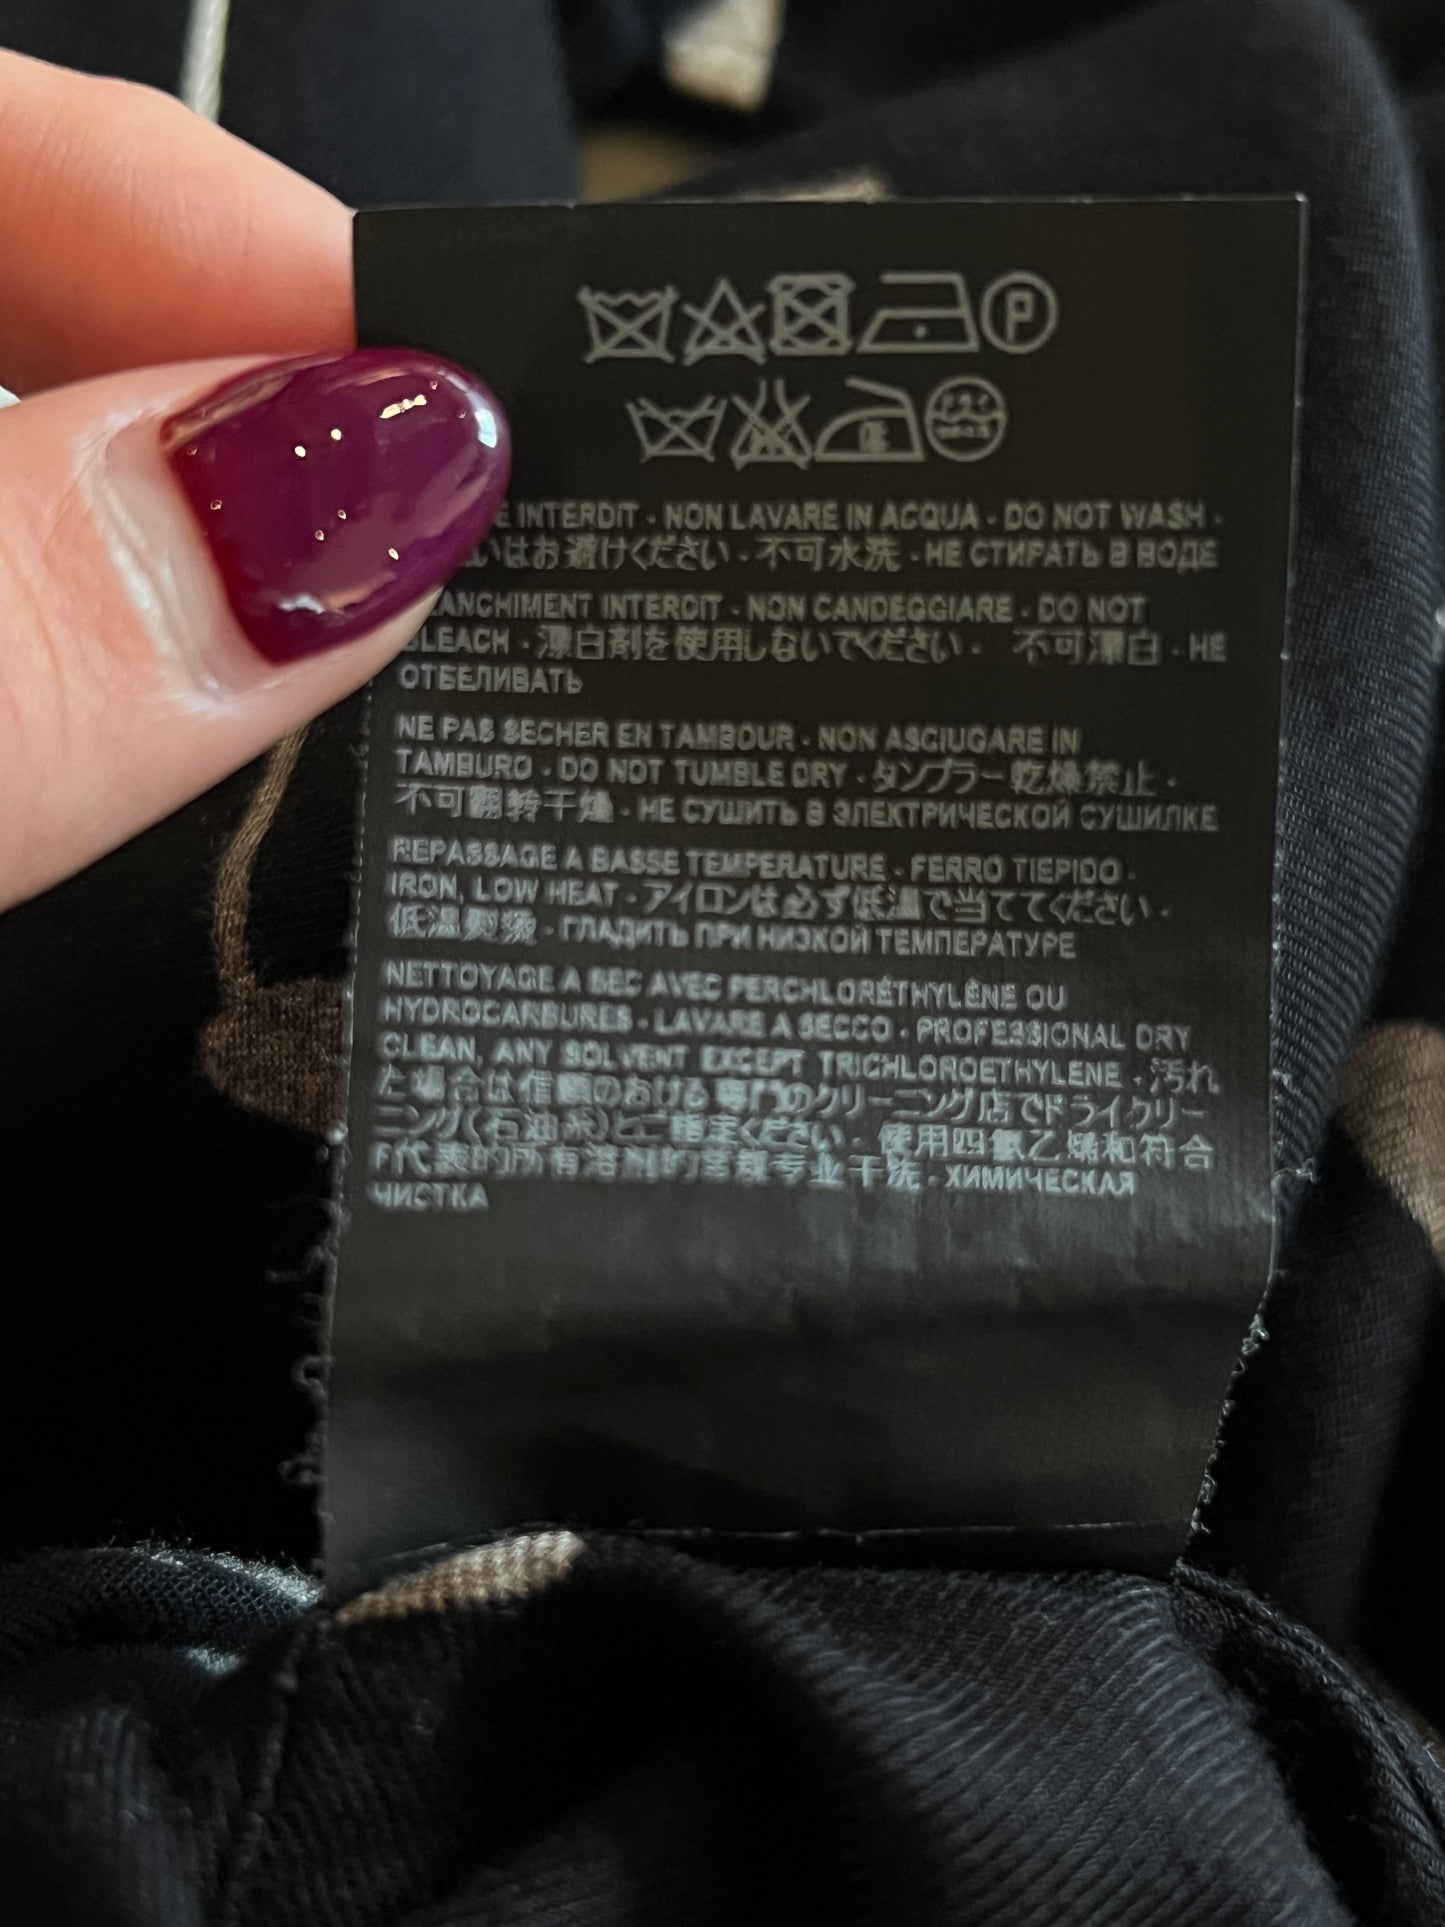 P
INTERDIT - NON LAVARE IN ACQUA - DO NOT WASH -
はお避けください - 不可水洗 - НЕ СТИРАТЬ В ВОДЕ
INTERDIT - NON CANDEGGIARE - DO NOT
BLEACH - 漂白剤を使用しないでください - 不可漂白 - НЕ
ОТБЕЛИВАТЬ
NE PAS SECHER EN TAMBOUR - NON ASCIUGARE IN
TAMBURO - DO NOT TUMBLE DRY - タンブラー乾燥禁止 -
不可翻转干燥 - НЕ СУШИТЬ В ЭЛЕКТРИЧЕСКОЙ СУШИЛКЕ
REPASSAGE A BASSE TEMPERATURE - FERRO TIEPIDO -
IRON, LOW HEAT - アイロンは必ず低温で当ててください -
低温熨烫 - ГЛАДИТЬ ПРИ НИЗКОЙ ТЕМПЕРАТУРЕ
NETTOYAGE A SEC AVEC PERCHLORÉTHYLÈNE OU
HYDROCARBURES - LAVARE A SECCO - PROFESSIONAL DRY
CLEAN, ANY SOLVENT EXCEPT TRICHLOROETHYLENE - 汚れ
た場合は信頼のおける専門のクリーニング店でドライクリー
ニング(石油系)とご指定ください - 使用四氯乙烯和符合
F代表的所有溶剂的常规专业干洗 - ХИМИЧЕСКАЯ
ЧИСТКА